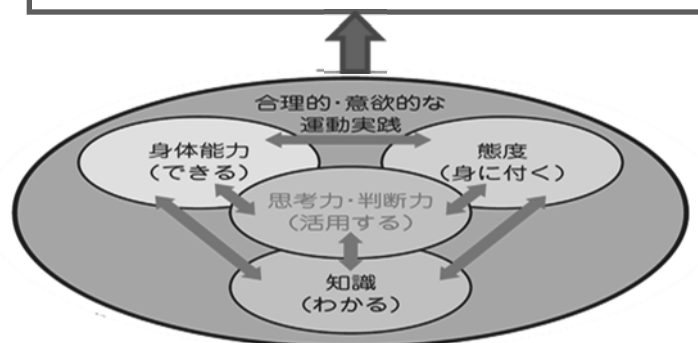 合理的・意欲的な
運動実践
身体能力
(できる)
態度
(身に付く)
思考力・判断力
(活用する)
知識
(わかる)